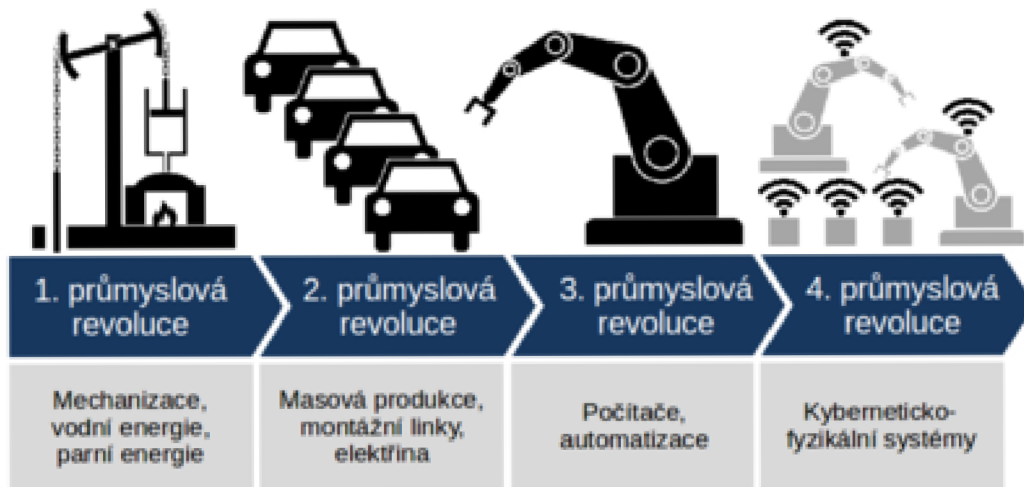 1. průmyslová
revoluce
2. průmyslová
revoluce
3. průmyslová
revoluce
4. průmyslová
revoluce
Mechanizace,
vodní energie,
parní energie
Masová produkce,
montážní linky,
elektřina
Počítače,
automatizace
Kyberneticko-
fyzikální systémy